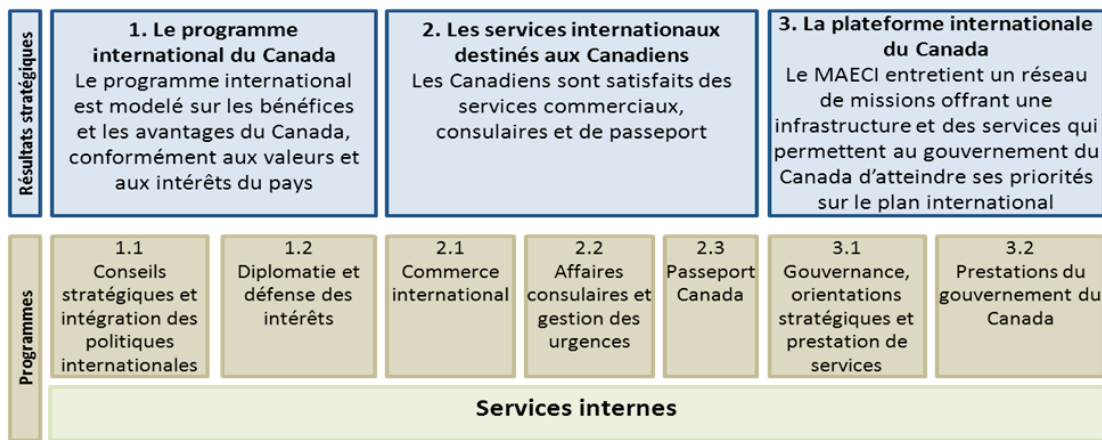 Résultats stratégiques
1. Le programme
international du Canada
Le programme international
est modelé sur les bénéfices
et les avantages du Canada,
conformément aux valeurs et
aux intérêts du pays
2. Les services internationaux
destinés aux Canadiens
Les Canadiens sont satisfaits des
services commerciaux,
consulaires et de passeport
3. La plateforme internationale
du Canada
Le MAECI entretient un réseau
de missions offrant une
infrastructure et des services qui
permettent au gouvernement du
Canada d'atteindre ses priorités
sur le plan international
Programmes
1.1
Conseils
stratégiques et
intégration des
politiques
internationales
1.2
Diplomatie et
défense des
intérêts
2.1
Commerce
international
2.2
Affaires
consulaires et
gestion des
urgences
2.3
Passeport
Canada
3.1
Gouvernance,
orientations
stratégiques et
prestation de
services
3.2
Prestations du
gouvernement du
Canada
Services internes